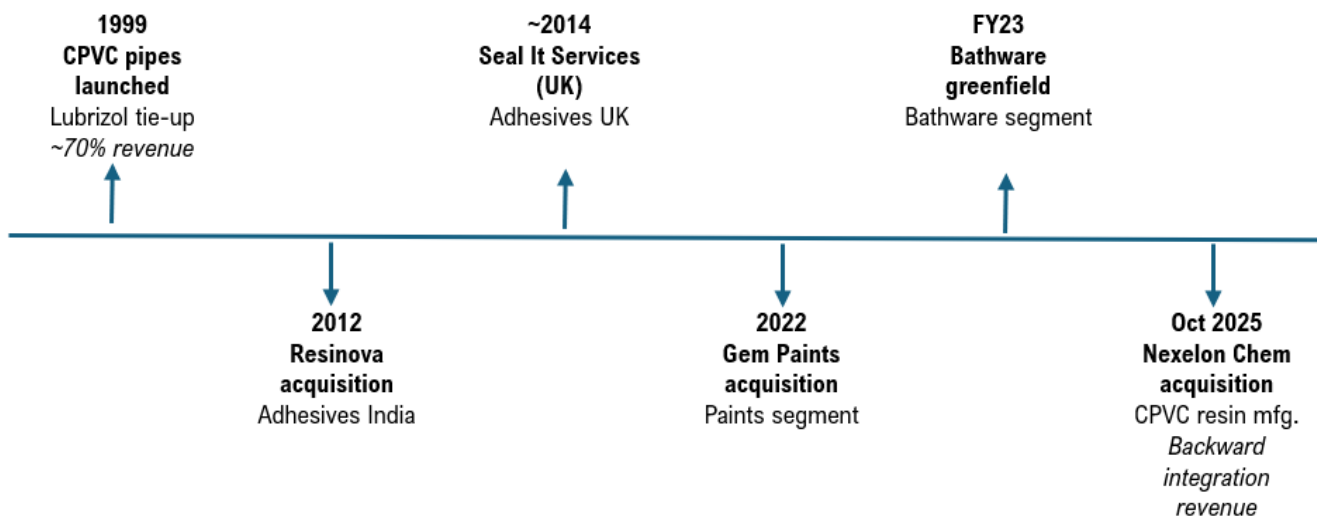 1999
CPVC pipes
launched
Lubrizol tie-up
~70% revenue
~2014
Seal It Services
(UK)
Adhesives UK
FY23
Bathware
greenfield
Bathware segment
2012
Resinova
acquisition
Adhesives India
2022
Gem Paints
acquisition
Paints segment
Oct 2025
Nexelon Chem
acquisition
CPVC resin mfg.
Backward
integration
revenue